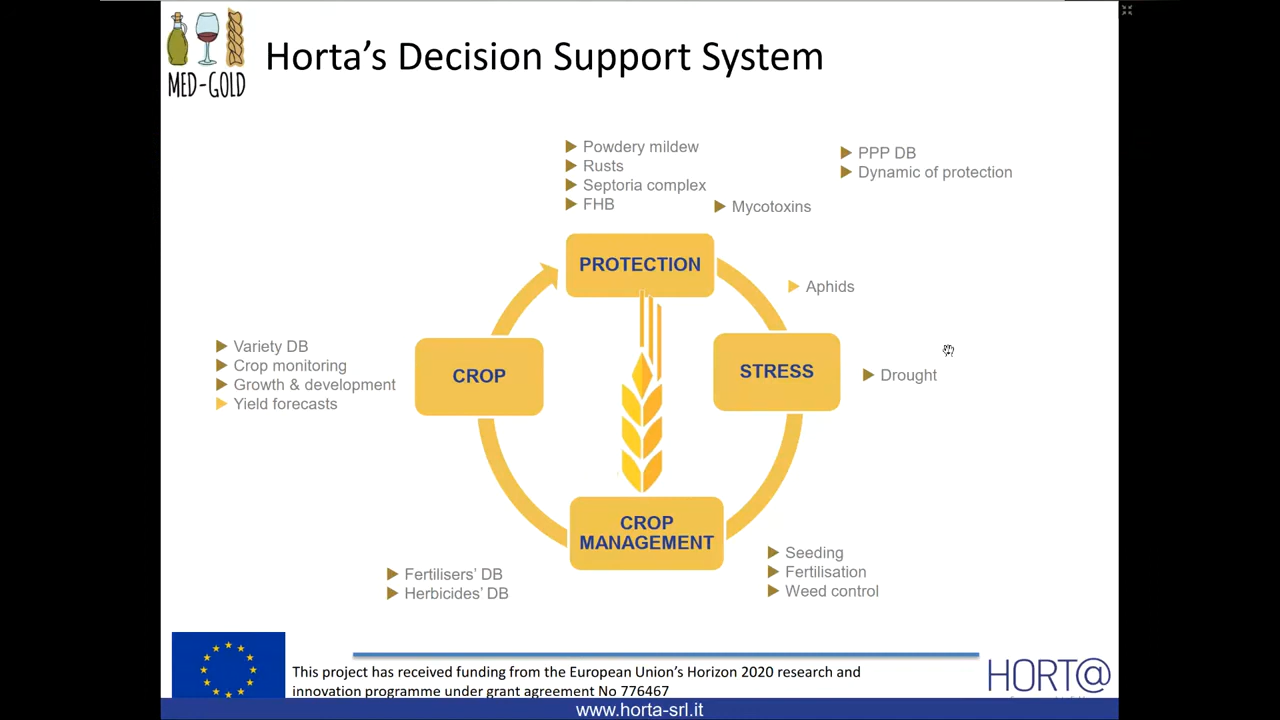 MED-GOLD
Horta’s Decision Support System
Powdery mildew
Rusts
Septoria complex
FHB
Mycotoxins
PPP DB
Dynamic of protection
PROTECTION
Aphids
STRESS
Drought
Variety DB
Crop monitoring
Growth & development
Yield forecasts
CROP
CROP
MANAGEMENT
Seeding
Fertilisation
Weed control
Fertilisers’ DB
Herbicides’ DB
This project has received funding from the European Union’s Horizon 2020 research and
innovation programme under grant agreement No 776467
HORT@
www.horta-srl.it